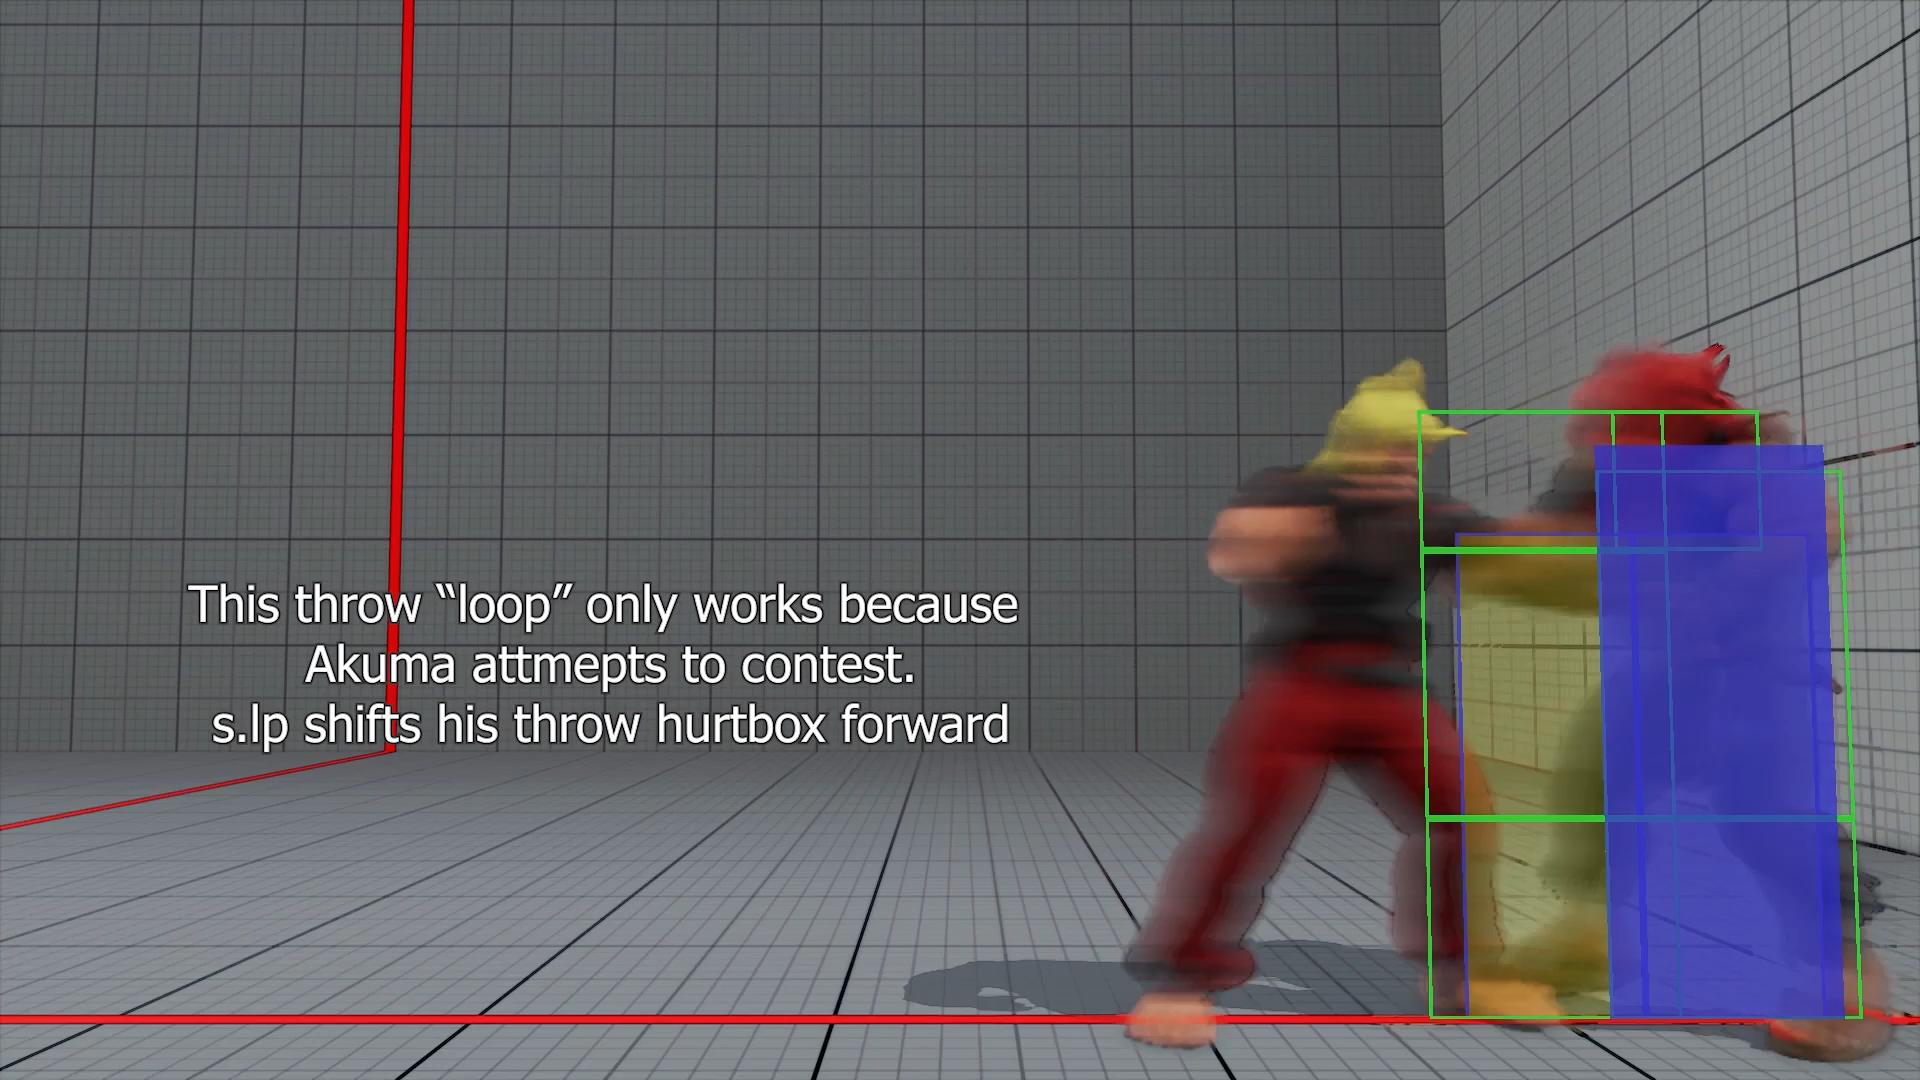 This throw “loop” only works because
Akuma attmepts to contest.
s.lp shifts his throw hurtbox forward